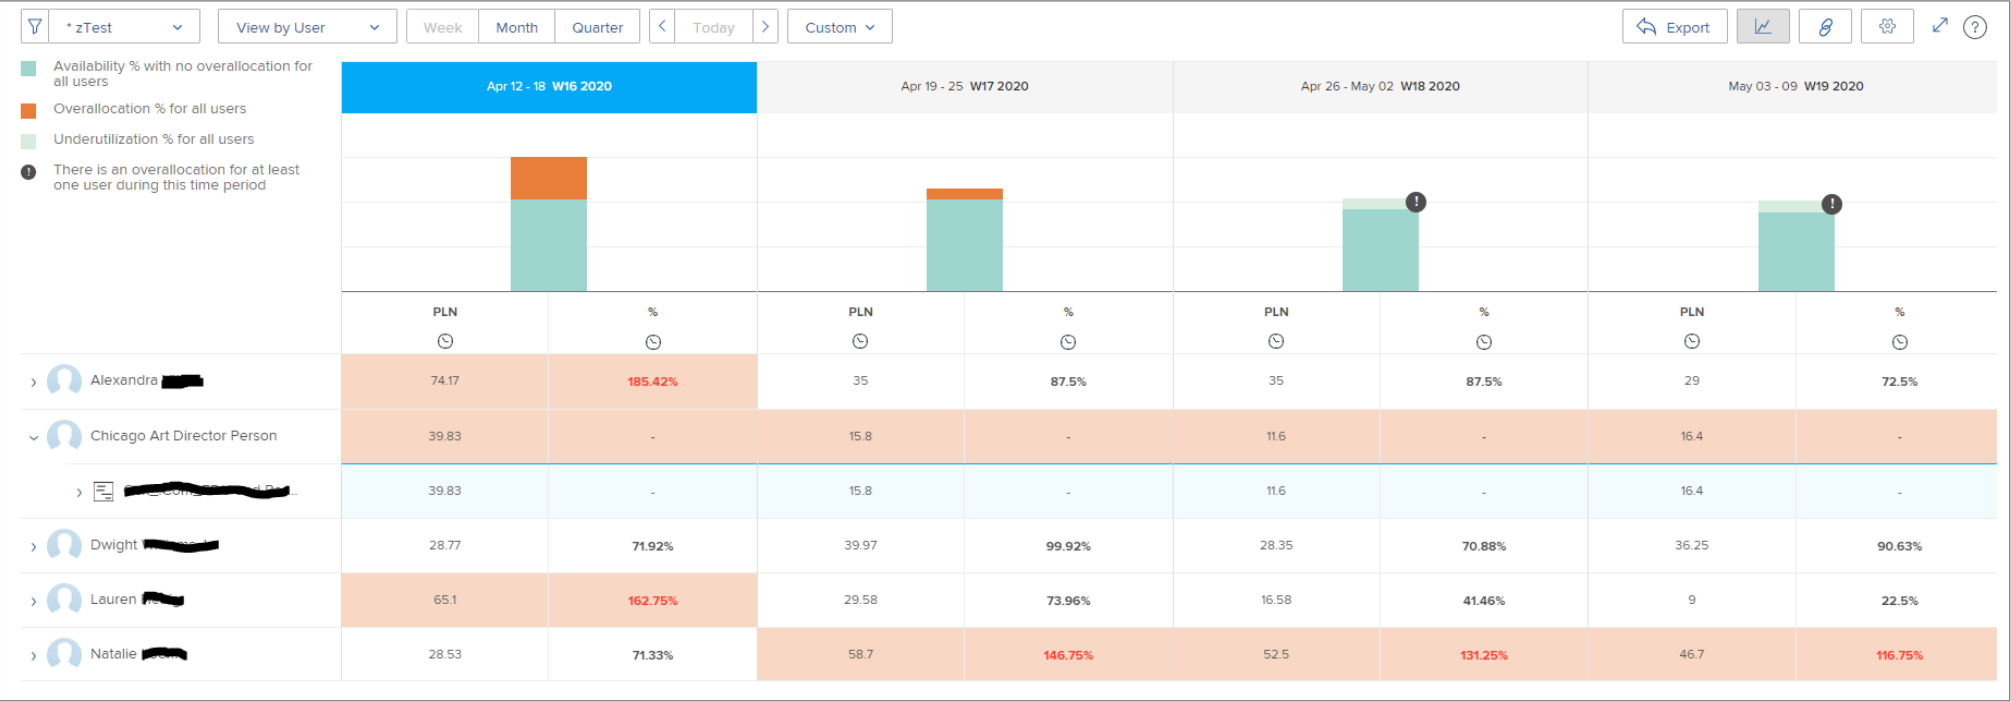 * zTest View by User Week Month Quarter Today Custom Export ?
Availability % with no overallocation for
all users
Overallocation % for all users
Underutilization % for all users
! There is an overallocation for at least
one user during this time period
Apr 12 - 18 W16 2020 Apr 19 - 25 W17 2020 Apr 26 - May 02 W18 2020 May 03 - 09 W19 2020
! !
PLN % PLN % PLN % PLN %
Alexandra 74.17 185.42% 35 87.5% 35 87.5% 29 72.5%
Chicago Art Director Person 39.83 - 15.8 - 11.6 - 16.4 -
39.83 - 15.8 - 11.6 - 16.4 -
Dwight 28.77 71.92% 39.97 99.92% 28.35 70.88% 36.25 90.63%
Lauren 65.1 162.75% 29.58 73.96% 16.58 41.46% 9 22.5%
Natalie 28.53 71.33% 58.7 146.75% 52.5 131.25% 46.7 116.75%